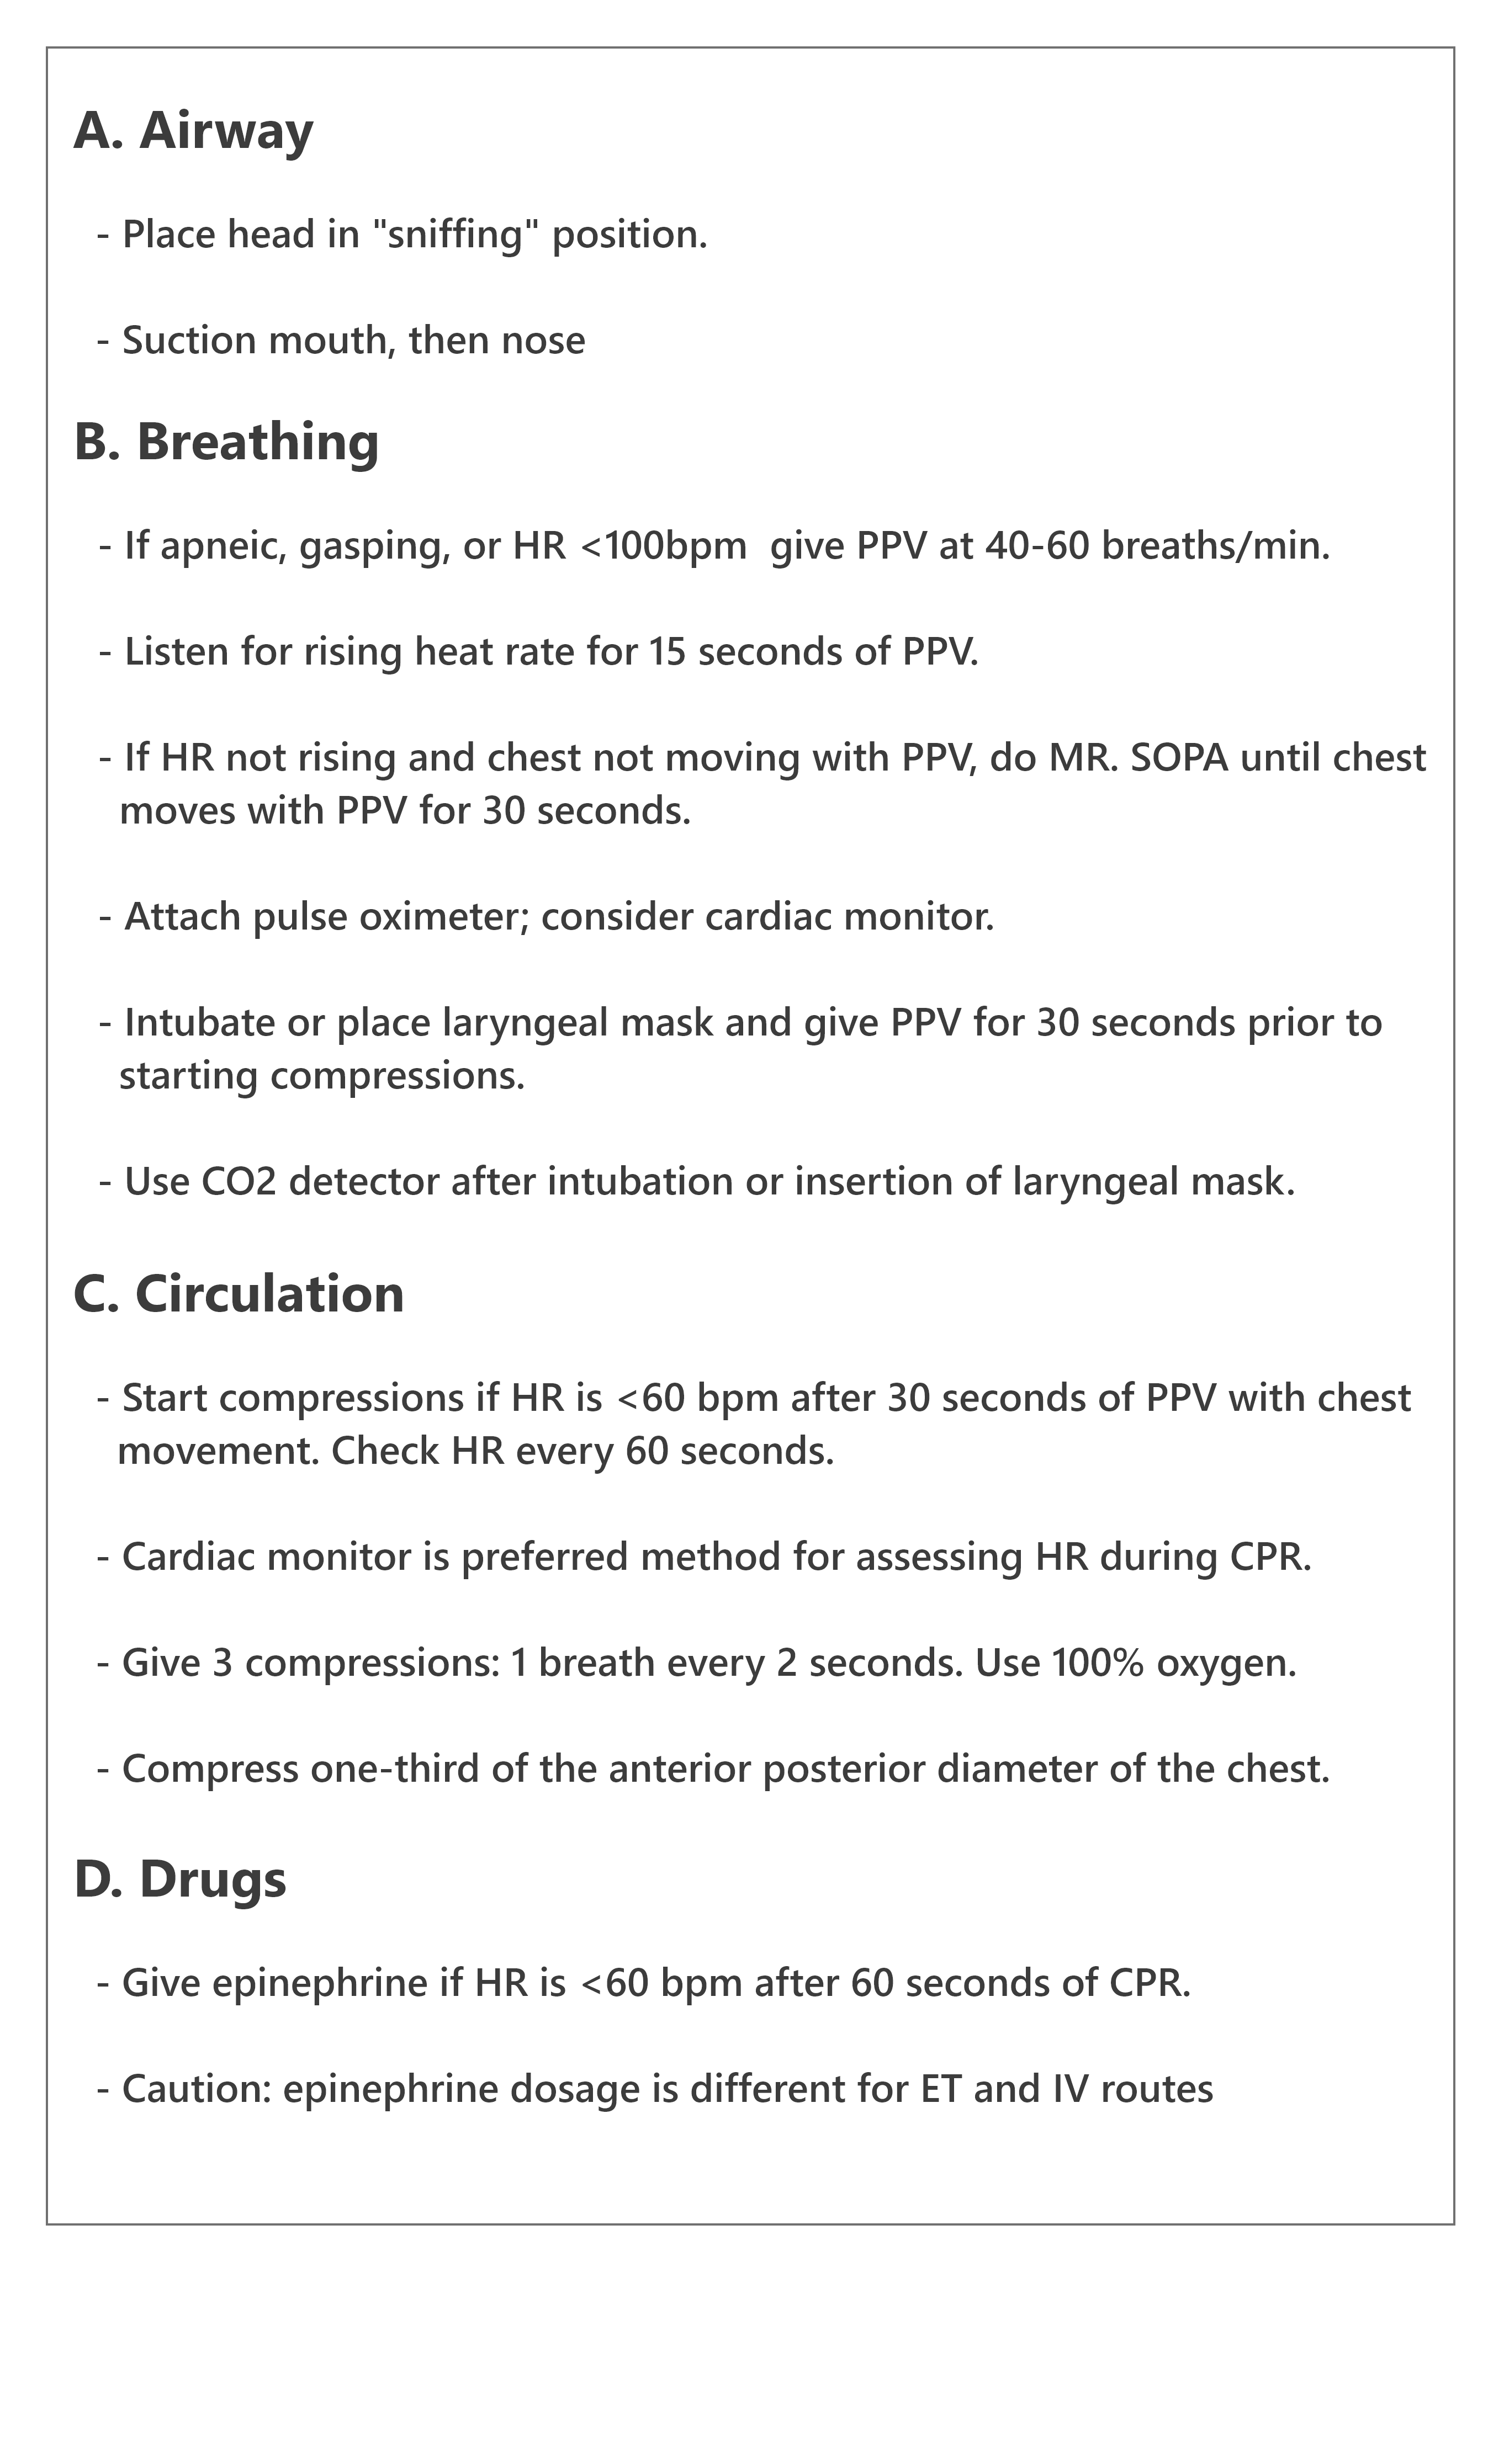 A. Airway
- Place head in "sniffing" position.
- Suction mouth, then nose
B. Breathing
- If apneic, gasping, or HR <100bpm  give PPV at 40-60 breaths/min.
- Listen for rising heat rate for 15 seconds of PPV.
- If HR not rising and chest not moving with PPV, do MR. SOPA until chest
moves with PPV for 30 seconds.
- Attach pulse oximeter; consider cardiac monitor.
- Intubate or place laryngeal mask and give PPV for 30 seconds prior to
starting compressions.
- Use CO2 detector after intubation or insertion of laryngeal mask.
C. Circulation
- Start compressions if HR is <60 bpm after 30 seconds of PPV with chest
movement. Check HR every 60 seconds.
- Cardiac monitor is preferred method for assessing HR during CPR.
- Give 3 compressions: 1 breath every 2 seconds. Use 100% oxygen.
- Compress one-third of the anterior posterior diameter of the chest.
D. Drugs
- Give epinephrine if HR is <60 bpm after 60 seconds of CPR.
- Caution: epinephrine dosage is different for ET and IV routes